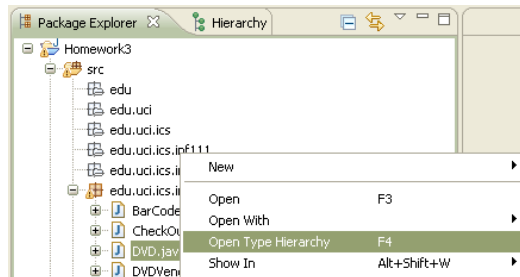 Package Explorer Hierarchy
Homework3
src
edu
edu.uci
edu.uci.ics
edu.uci.ics.inf111
edu.uci.ics.i
edu.uci.ics.i
BarCode
CheckOu
DVD.jav
DVDVend
New
Open F3
Open With
Open Type Hierarchy F4
Show In Alt+Shift+W